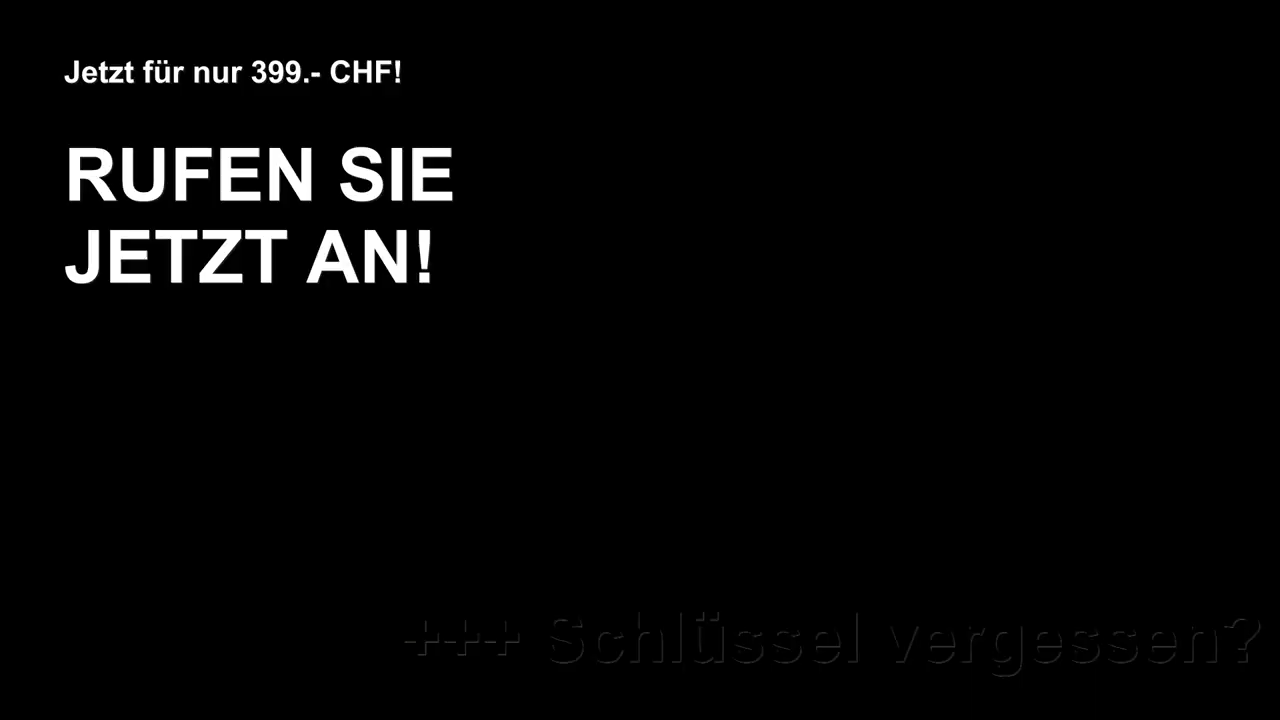 Jetzt für nur 399.- CHF!
RUFEN SIE
JETZT AN!
+++ Schlüssel vergessen?